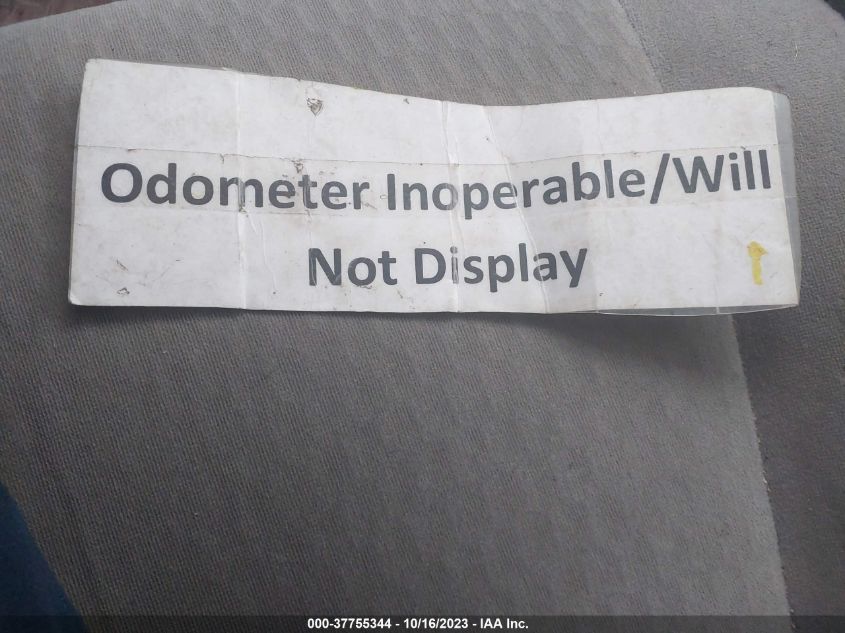 Odometer Inoperable/Will
Not Display
000-37755344 - 10/16/2023 - IAA Inc.